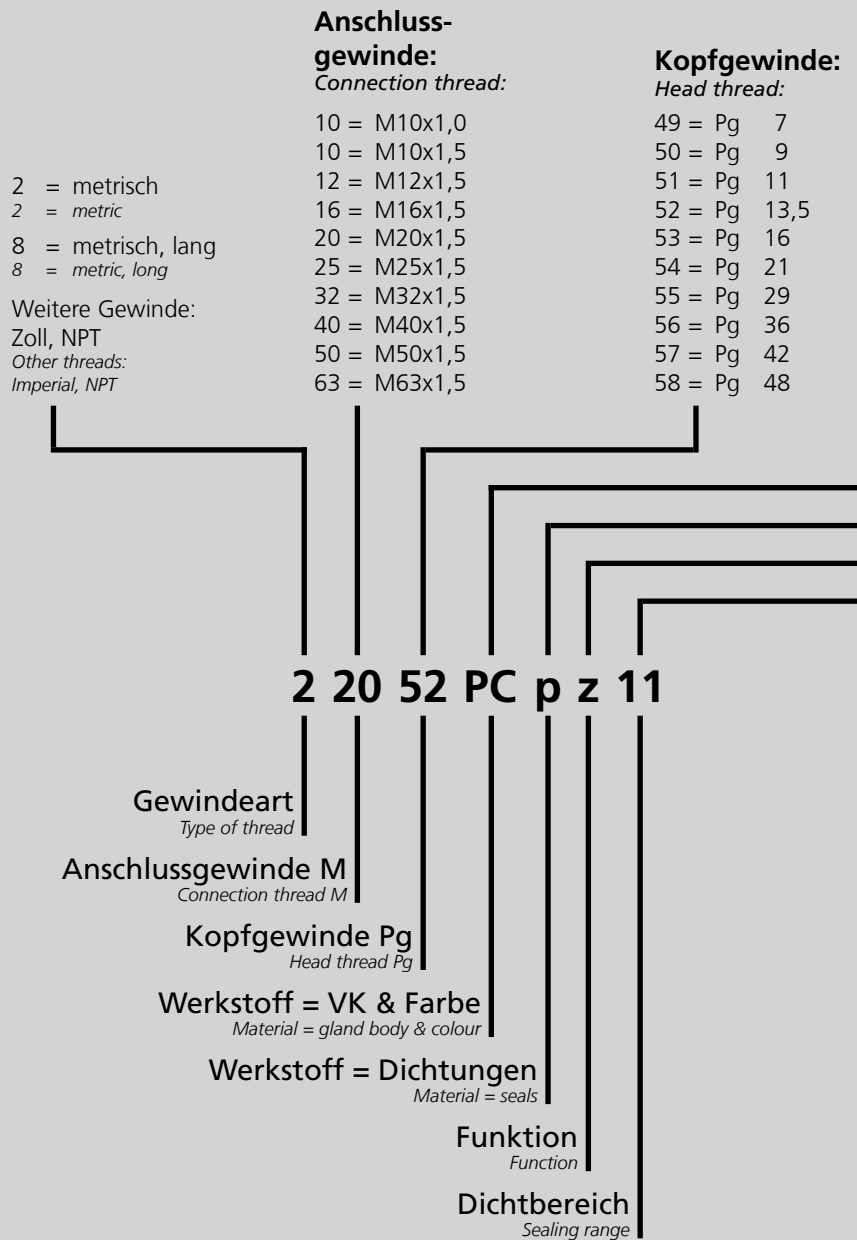 Anschluss-
gewinde:
Connection thread:
10 = M10x1,0
10 = M10x1,5
12 = M12x1,5
16 = M16x1,5
20 = M20x1,5
25 = M25x1,5
32 = M32x1,5
40 = M40x1,5
50 = M50x1,5
63 = M63x1,5
Kopfgewinde:
Head thread:
49 = Pg 7
50 = Pg 9
51 = Pg 11
52 = Pg 13,5
53 = Pg 16
54 = Pg 21
55 = Pg 29
56 = Pg 36
57 = Pg 42
58 = Pg 48
2 = metrisch
2 = metric
8 = metrisch, lang
8 = metric, long
Weitere Gewinde:
Zoll, NPT
Other threads:
Imperial, NPT
2 20 52 PC p z 11
Gewindeart
Type of thread
Anschlussgewinde M
Connection thread M
Kopfgewinde Pg
Head thread Pg
Werkstoff = VK & Farbe
Material = gland body & colour
Werkstoff = Dichtungen
Material = seals
Funktion
Function
Dichtbereich
Sealing range